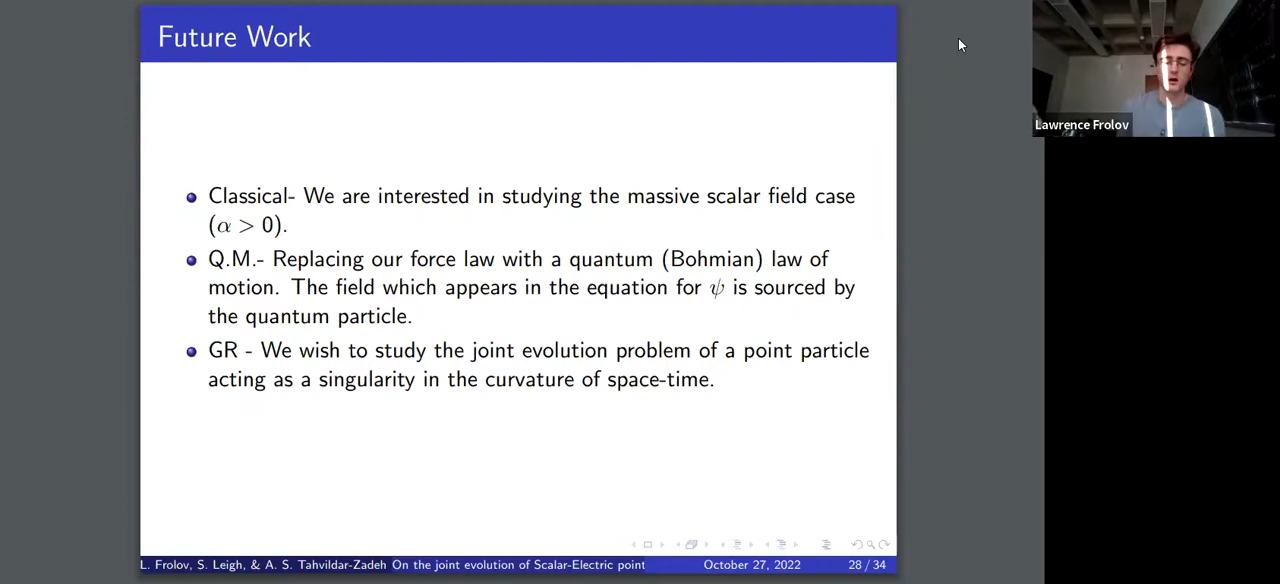 Future Work
Lawrence Frolov
Classical- We are interested in studying the massive scalar field case
(α > 0).
Q.M.- Replacing our force law with a quantum (Bohmian) law of
motion. The field which appears in the equation for ψ is sourced by
the quantum particle.
GR - We wish to study the joint evolution problem of a point particle
acting as a singularity in the curvature of space-time.
L. Frolov, S. Leigh, & A. S. Tahvildar-Zadeh On the joint evolution of Scalar-Electric point October 27, 2022 28 / 34